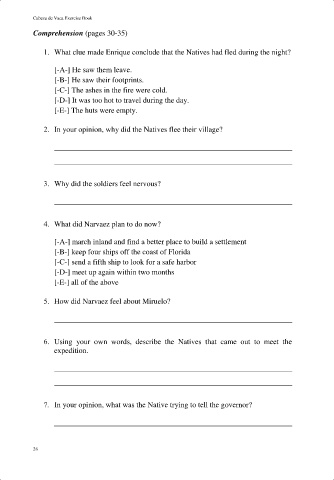 Cabeza de Vaca Exercise Book
Comprehension (pages 30-35)
1. What clue made Enrique conclude that the Natives had fled during the night?
[-A-] He saw them leave.
[-B-] He saw their footprints.
[-C-] The ashes in the fire were cold.
[-D-] It was too hot to travel during the day.
[-E-] The huts were empty.
2. In your opinion, why did the Natives flee their village?
3. Why did the soldiers feel nervous?
4. What did Narvaez plan to do now?
[-A-] march inland and find a better place to build a settlement
[-B-] keep four ships off the coast of Florida
[-C-] send a fifth ship to look for a safe harbor
[-D-] meet up again within two months
[-E-] all of the above
5. How did Narvaez feel about Miruelo?
6. Using your own words, describe the Natives that came out to meet the
expedition.
7. In your opinion, what was the Native trying to tell the governor?
26